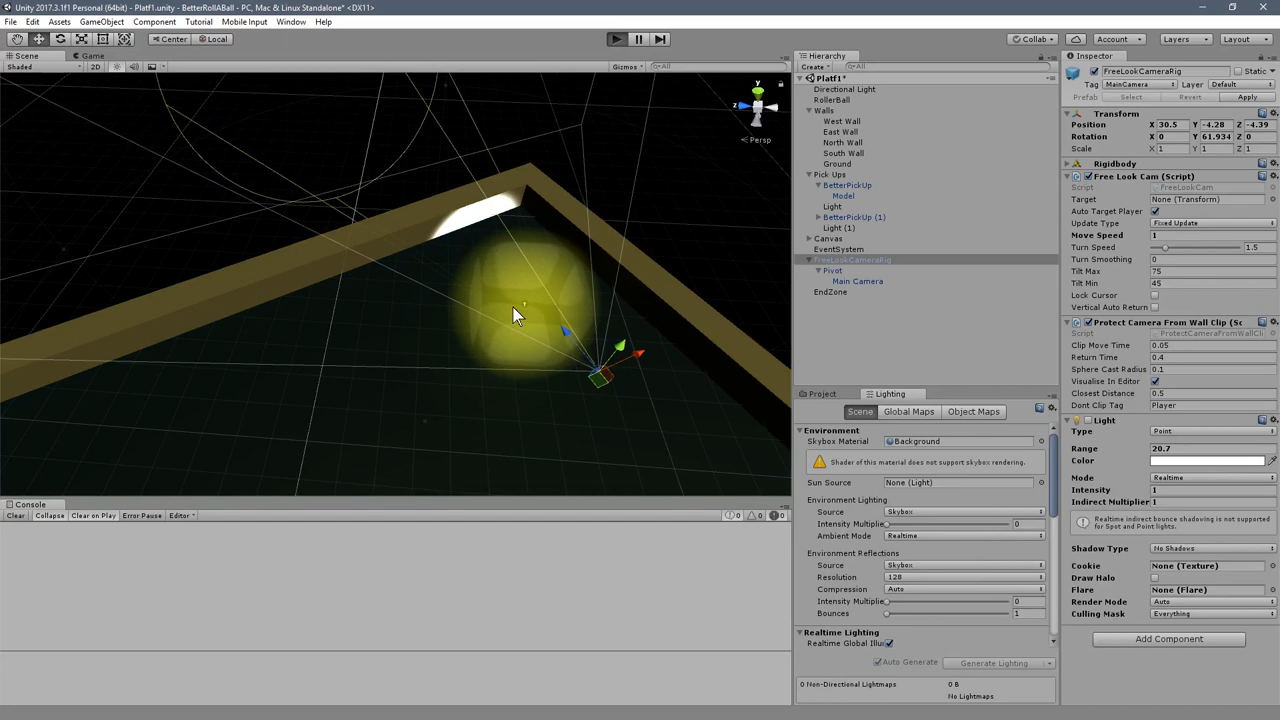 Unity 2017.3.1f1 Personal (64bit) - Platf1.unity - BetterRollABall - PC, Mac & Linux Standalone* <DX11>
File Edit Assets GameObject Component Tutorial Mobile Input Window Help
Center Local Collab Account Layers Layout
Scene Game
Shaded 2D Gizmos All
y
z
Persp
Hierarchy
Create All
Platf1*
Directional Light
RollerBall
Walls
West Wall
East Wall
North Wall
South Wall
Ground
Pick Ups
BetterPickUp
Model
Light
BetterPickUp (1)
Light (1)
Canvas
EventSystem
FreeLookCameraRig
Pivot
Main Camera
EndZone
Project Lighting
Scene Global Maps Object Maps
Environment
Skybox Material Background
Shader of this material does not support skybox rendering.
Sun Source None (Light)
Environment Lighting
Source Skybox
Intensity Multiplie 0
Ambient Mode Realtime
Environment Reflections
Source Skybox
Resolution 128
Compression Auto
Intensity Multiplie 0
Bounces 1
Realtime Lighting
Realtime Global Illu
Auto Generate Generate Lighting
0 Non-Directional Lightmaps 0 B
No Lightmaps
Inspector
FreeLookCameraRig Static
Tag MainCamera Layer Default
Prefab Select Revert Apply
Transform
Position X 30.5 Y -4.28 Z -4.39
Rotation X 0 Y 61.934 Z 0
Scale X 1 Y 1 Z 1
Rigidbody
Free Look Cam (Script)
Script FreeLookCam
Target None (Transform)
Auto Target Player
Update Type Fixed Update
Move Speed 1
Turn Speed 1.5
Turn Smoothing 0
Tilt Max 75
Tilt Min 45
Lock Cursor
Vertical Auto Return
Protect Camera From Wall Clip (Sc
Script ProtectCameraFromWallCli
Clip Move Time 0.05
Return Time 0.4
Sphere Cast Radius 0.1
Visualise In Editor
Closest Distance 0.5
Dont Clip Tag Player
Light
Type Point
Range 20.7
Color
Mode Realtime
Intensity 1
Indirect Multiplier 1
Realtime indirect bounce shadowing is not supported for Spot and Point lights.
Shadow Type No Shadows
Cookie None (Texture)
Draw Halo
Flare None (Flare)
Render Mode Auto
Culling Mask Everything
Add Component
Console
Clear Collapse Clear on Play Error Pause Editor 0 0 0